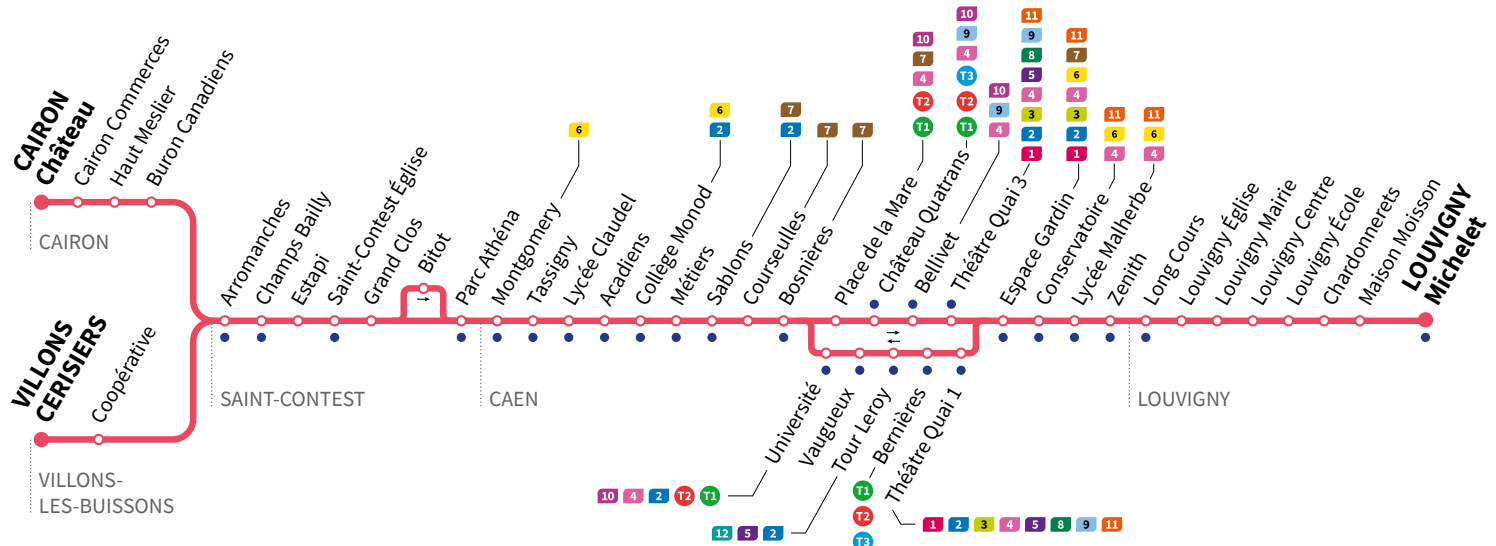 CAIRON
Château
Cairon Commerces
Haut Meslier
Buron Canadiens
CAIRON
VILLONS
CERISIERS
Coopérative
VILLONS-
LES-BUISSONS
Arromanches
Champs Bailly
Estapi
Saint-Contest Église
Grand Clos
Bitot
SAINT-CONTEST
Parc Athéna
Montgomery
6
Tassigny
Lycée Claudel
Acadiens
Collège Monod
6
2
Métiers
Sablons
7
2
Courseulles
7
Bosnières
7
CAEN
Place de la Mare
10
7
4
T2
T1
Château Quatrans
10
9
4
T3
T2
T1
Bellivet
10
9
4
Théâtre Quai 3
11
9
8
5
4
3
2
1
Université
10 4 2 T2 T1
Vaugueux
Tour Leroy
12 5 2
Bernières
T1
T2
T3
Théâtre Quai 1
1 2 3 4 5 8 9 11
Espace Gardin
11
7
6
4
3
2
1
Conservatoire
11
6
4
Lycée Malherbe
11
6
4
Zenith
Long Cours
Louvigny Église
Louvigny Mairie
Louvigny Centre
Louvigny École
Chardonnerets
Maison Moisson
LOUVIGNY
Michelet
LOUVIGNY